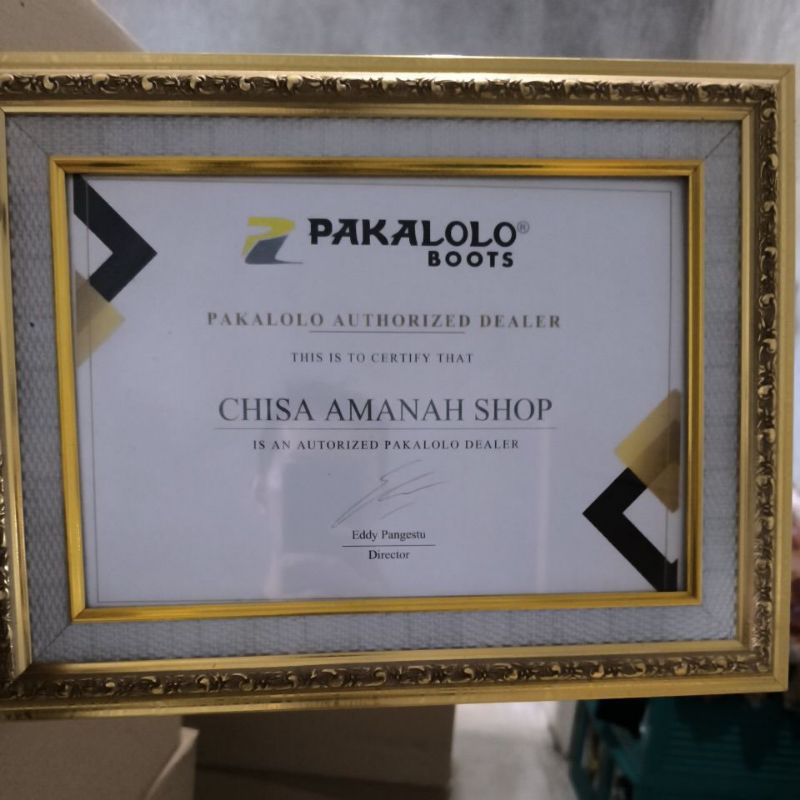 PAKALOLO®
BOOTS
PAKALOLO AUTHORIZED DEALER
THIS IS TO CERTIFY THAT
CHISA AMANAH SHOP
IS AN AUTORIZED PAKALOLO DEALER
Eddy Pangestu
Director